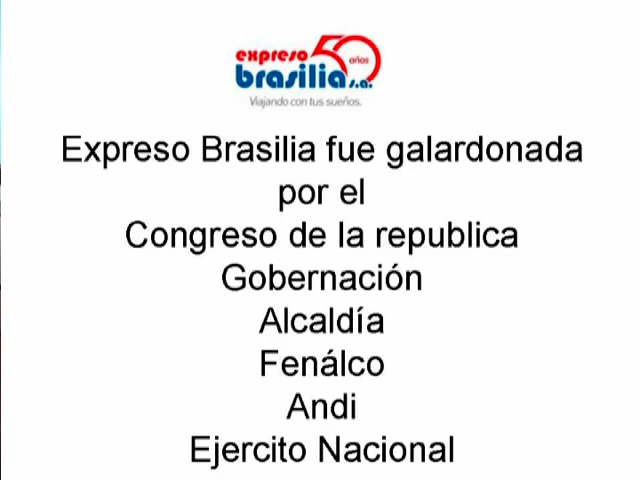 expreso 50 años
brasilia s.a.
Viajando con tus sueños.
Expreso Brasilia fue galardonada
por el
Congreso de la republica
Gobernación
Alcaldía
Fenálco
Andi
Ejercito Nacional